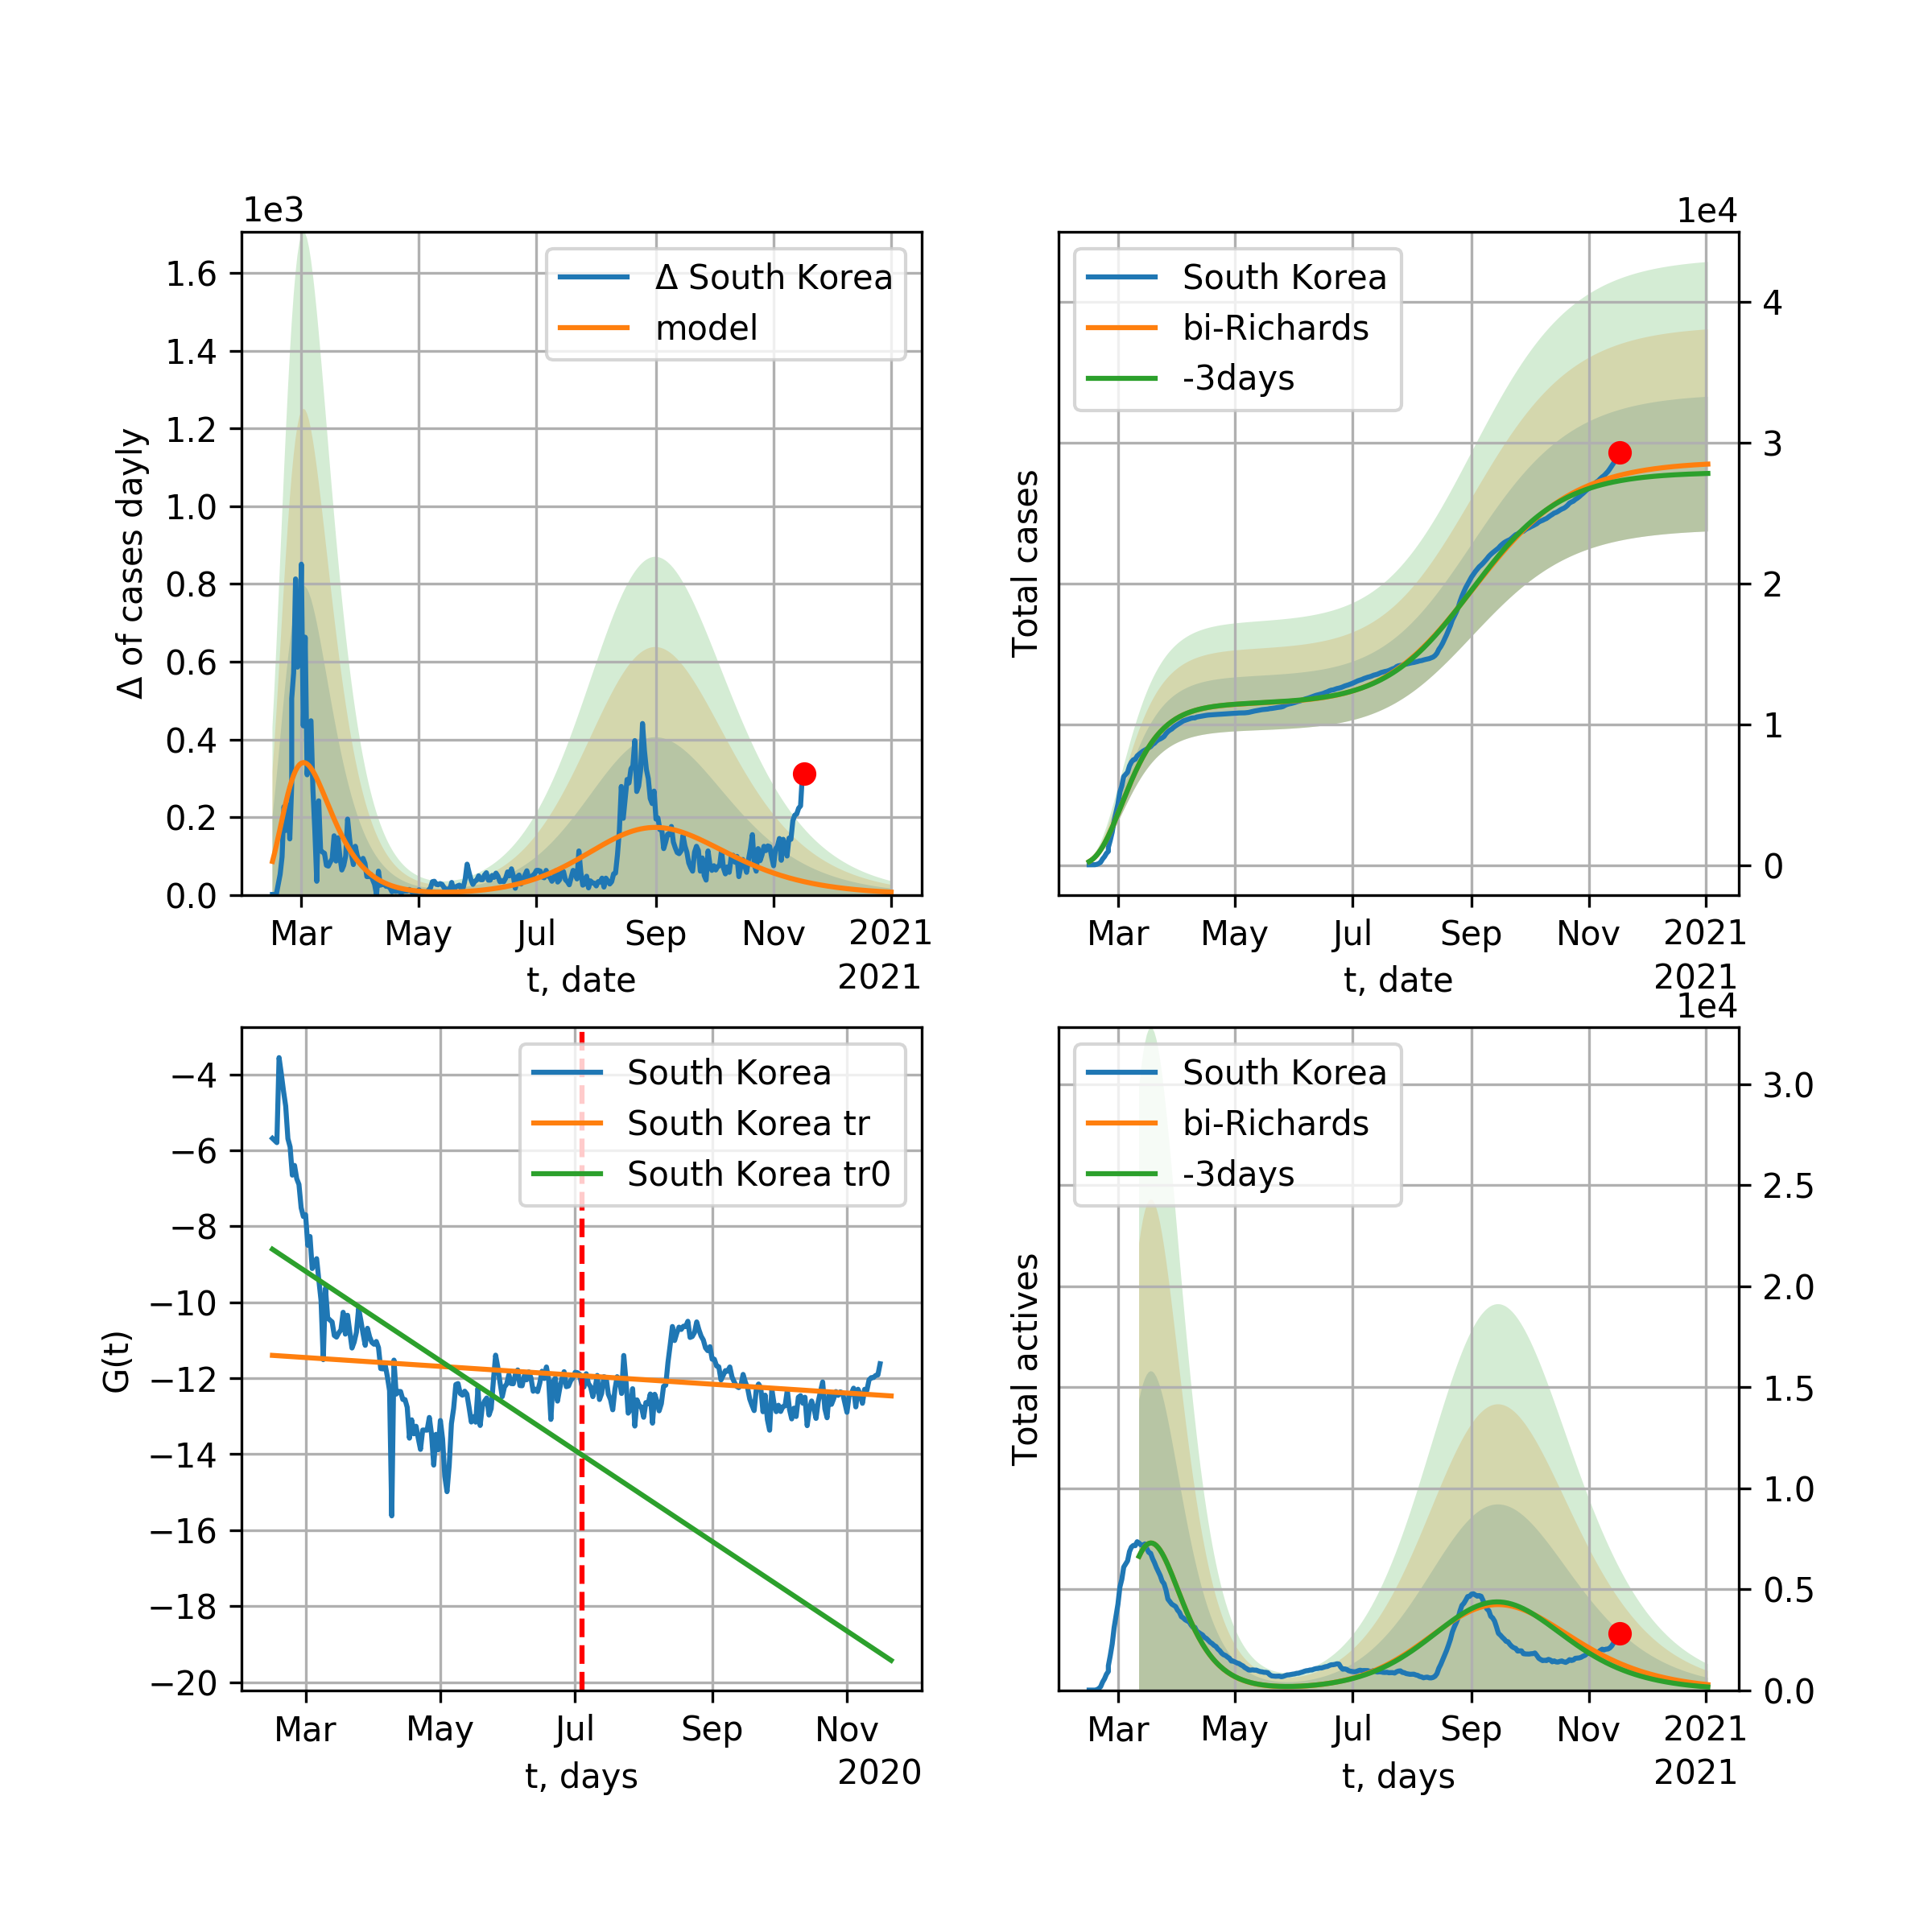 1e3
Δ of cases dayly
1.6
1.4
1.2
1.0
0.8
0.6
0.4
0.2
0.0
Δ South Korea
model
Mar May Jul Sep Nov 2021
t, date
2021
1e4
Total cases
South Korea
bi-Richards
-3days
4
3
2
1
0
Mar May Jul Sep Nov 2021
t, date
2021
G(t)
−4
−6
−8
−10
−12
−14
−16
−18
−20
South Korea
South Korea tr
South Korea tr0
Mar May Jul Sep Nov
t, days
2020
1e4
Total actives
South Korea
bi-Richards
-3days
3.0
2.5
2.0
1.5
1.0
0.5
0.0
Mar May Jul Sep Nov 2021
t, days
2021